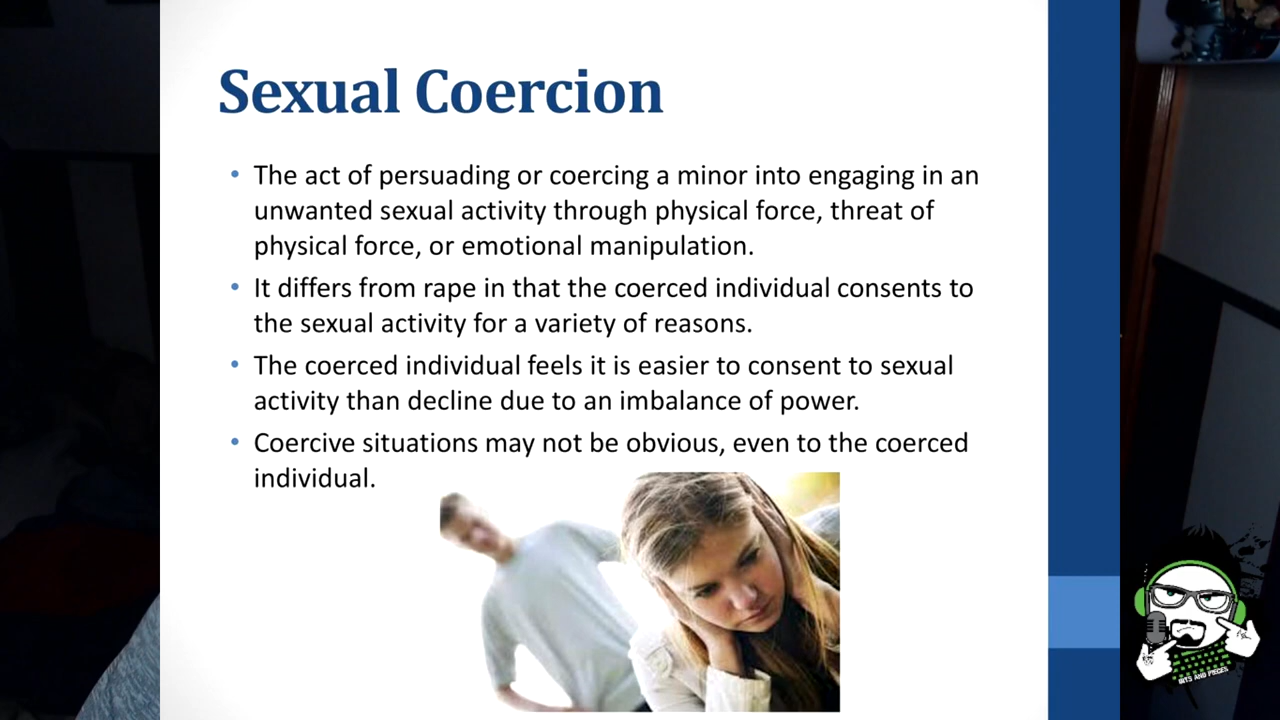 Sexual Coercion
• The act of persuading or coercing a minor into engaging in an
unwanted sexual activity through physical force, threat of
physical force, or emotional manipulation.
• It differs from rape in that the coerced individual consents to
the sexual activity for a variety of reasons.
• The coerced individual feels it is easier to consent to sexual
activity than decline due to an imbalance of power.
• Coercive situations may not be obvious, even to the coerced
individual.
BITS AND PIECES